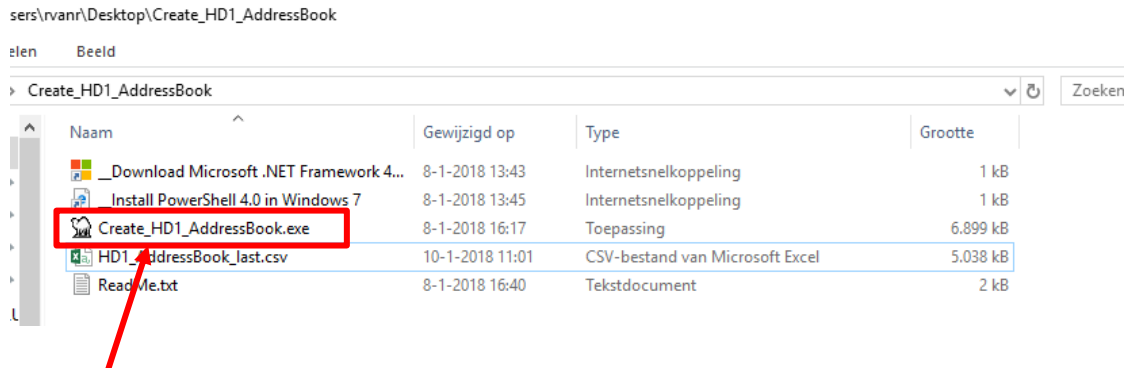 sers\rvanr\Desktop\Create_HD1_AddressBook
elen Beeld
Create_HD1_AddressBook Zoeken
Naam Gewijzigd op Type Grootte
__Download Microsoft .NET Framework 4... 8-1-2018 13:43 Internetsnelkoppeling 1 kB
__Install PowerShell 4.0 in Windows 7 8-1-2018 13:45 Internetsnelkoppeling 1 kB
Create_HD1_AddressBook.exe 8-1-2018 16:17 Toepassing 6.899 kB
HD1_AddressBook_last.csv 10-1-2018 11:01 CSV-bestand van Microsoft Excel 5.038 kB
ReadMe.txt 8-1-2018 16:40 Tekstdocument 2 kB